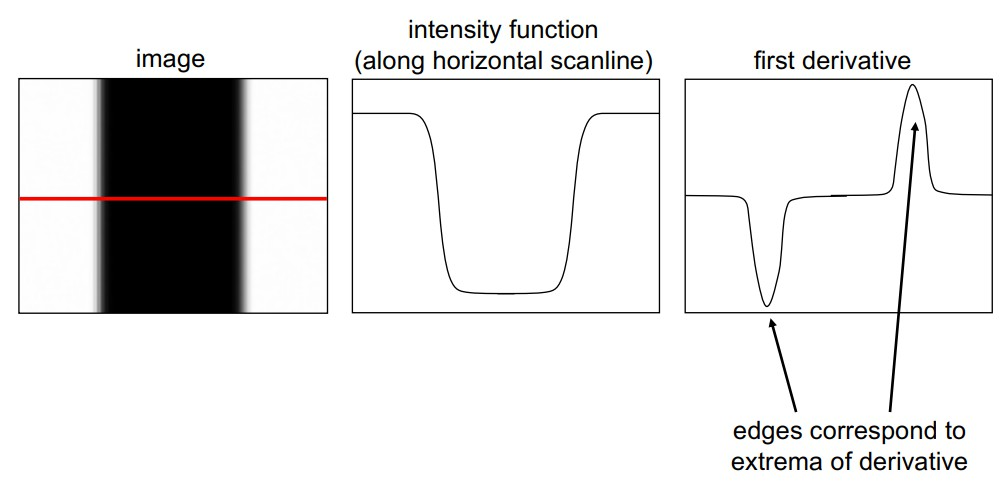 image
intensity function
(along horizontal scanline)
first derivative
edges correspond to
extrema of derivative